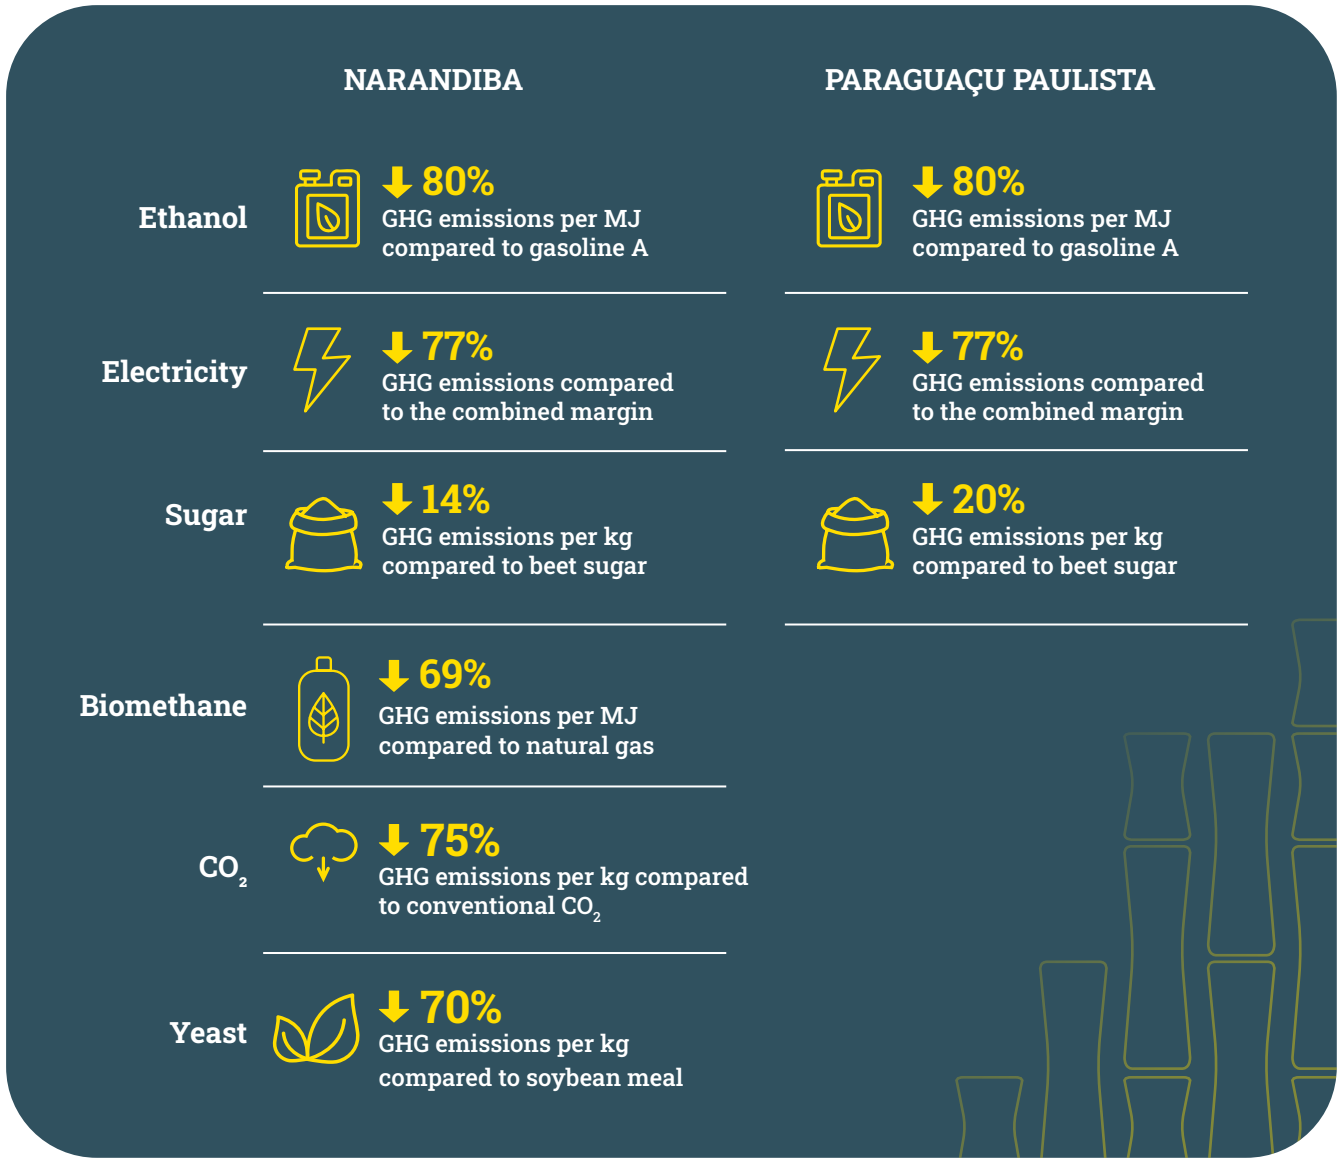 NARANDIBA
PARAGUAÇU PAULISTA
Ethanol
80%
GHG emissions per MJ
compared to gasoline A
80%
GHG emissions per MJ
compared to gasoline A
Electricity
77%
GHG emissions compared
to the combined margin
77%
GHG emissions compared
to the combined margin
Sugar
14%
GHG emissions per kg
compared to beet sugar
20%
GHG emissions per kg
compared to beet sugar
Biomethane
69%
GHG emissions per MJ
compared to natural gas
CO₂
75%
GHG emissions per kg compared
to conventional CO₂
Yeast
70%
GHG emissions per kg
compared to soybean meal